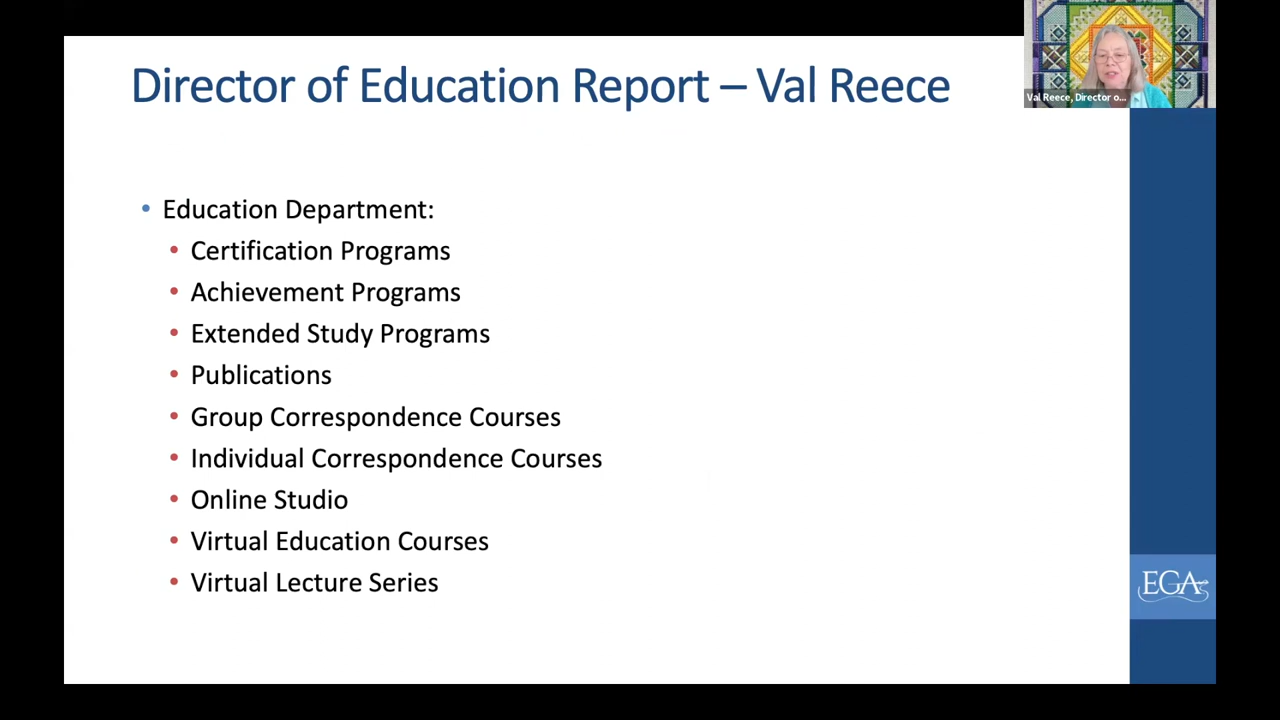 Director of Education Report – Val Reece
Val Reece, Director o...
• Education Department:
• Certification Programs
• Achievement Programs
• Extended Study Programs
• Publications
• Group Correspondence Courses
• Individual Correspondence Courses
• Online Studio
• Virtual Education Courses
• Virtual Lecture Series
EGA